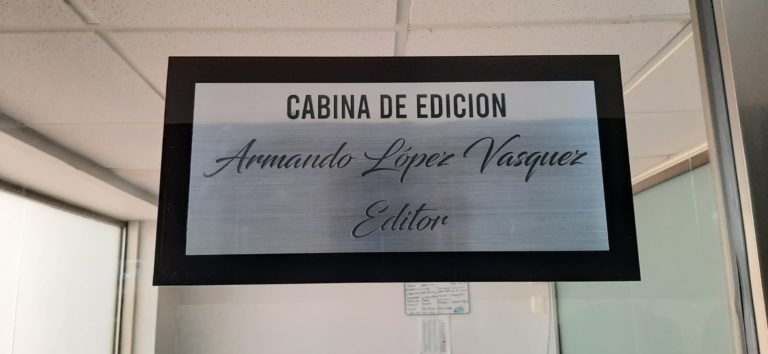 CABINA DE EDICION
Armando López Vasquez
Editor